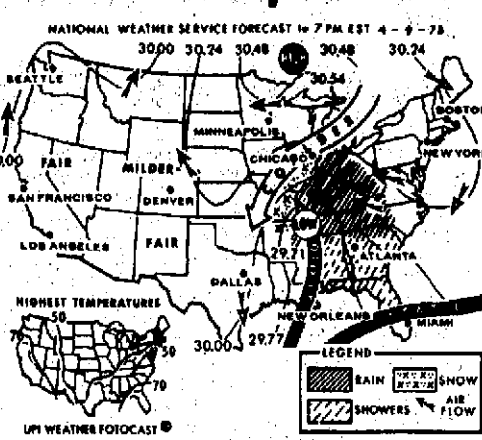 NATIONAL WEATHER SERVICE FORECAST to 7 PM EST 4 - 9 - 75
30.00 30.24 30.48 30.48 30.24
30.54
SEATTLE
BOSTON
MINNEAPOLIS
NEW YORK
CHICAGO
COLDER
FAIR
MILDER
SAN FRANCISCO
DENVER
LOW
FAIR
29.71
LOS ANGELES
ATLANTA
DALLAS
HIGHEST TEMPERATURES
NEW ORLEANS
MIAMI
30.00 29.77
50
70
50
70
LEGEND
RAIN
SNOW
SHOWERS
AIR FLOW
UPI WEATHER FOTOCAST ®